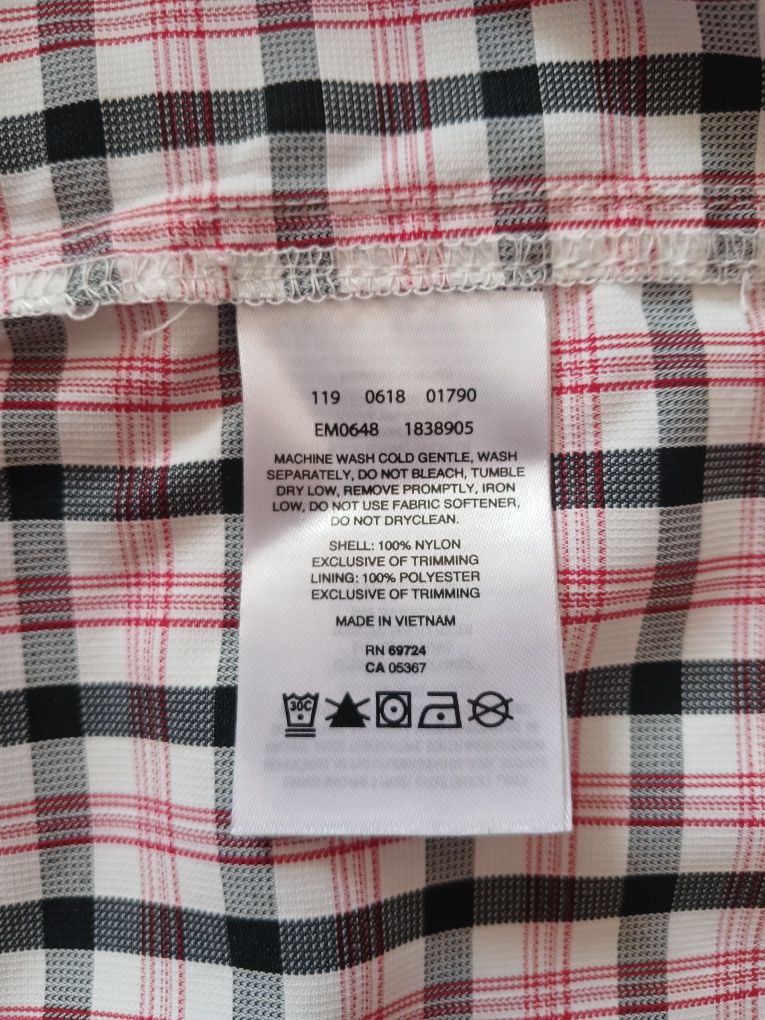 119 0618 01790
EM0648 1838905
MACHINE WASH COLD GENTLE, WASH
SEPARATELY, DO NOT BLEACH, TUMBLE
DRY LOW, REMOVE PROMPTLY, IRON
LOW, DO NOT USE FABRIC SOFTENER,
DO NOT DRYCLEAN.
SHELL: 100% NYLON
EXCLUSIVE OF TRIMMING
LINING: 100% POLYESTER
EXCLUSIVE OF TRIMMING
MADE IN VIETNAM
RN 69724
CA 05367
30C